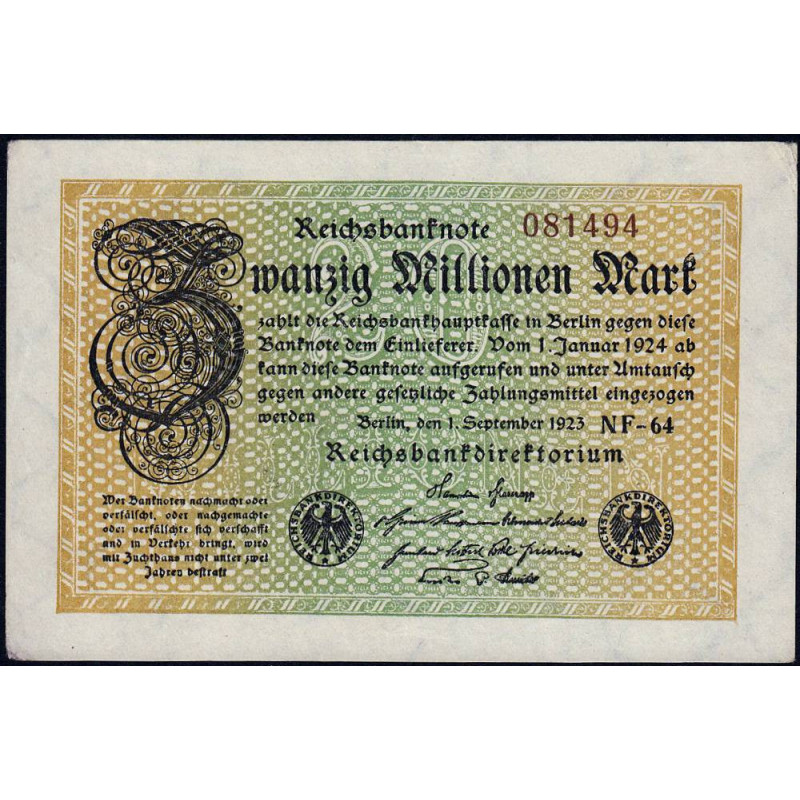 Reichsbanknote 081494
Zwanzig Millionen Mark
zahlt die Reichsbankhauptkasse in Berlin gegen diese
Banknote dem Einlieferer. Vom 1. Januar 1924 ab
kann diese Banknote aufgerufen und unter Umtausch
gegen andere gesetzliche Zahlungsmittel eingezogen
werden Berlin, den 1. September 1923 NF-64
Reichsbankdirektorium
Wer Banknoten nachmacht oder
verfälscht, oder nachgemachte
oder verfälschte sich verschafft
und in Verkehr bringt, wird
mit Zuchthaus nicht unter zwei
Jahren bestraft
REICHSBANKDIREKTORIUM
REICHSBANKDIREKTORIUM
20